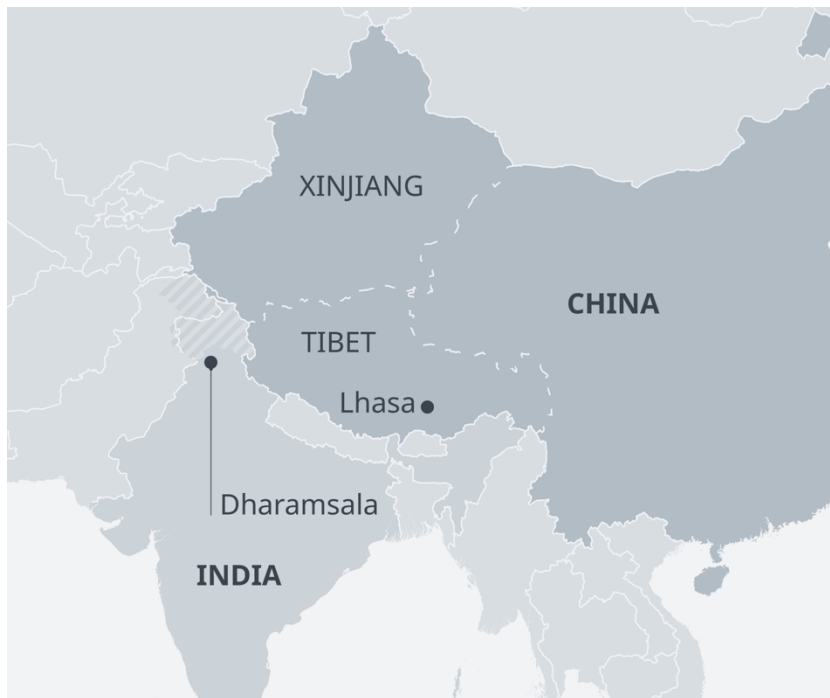 XINJIANG
CHINA
TIBET
Lhasa
Dharamsala
INDIA